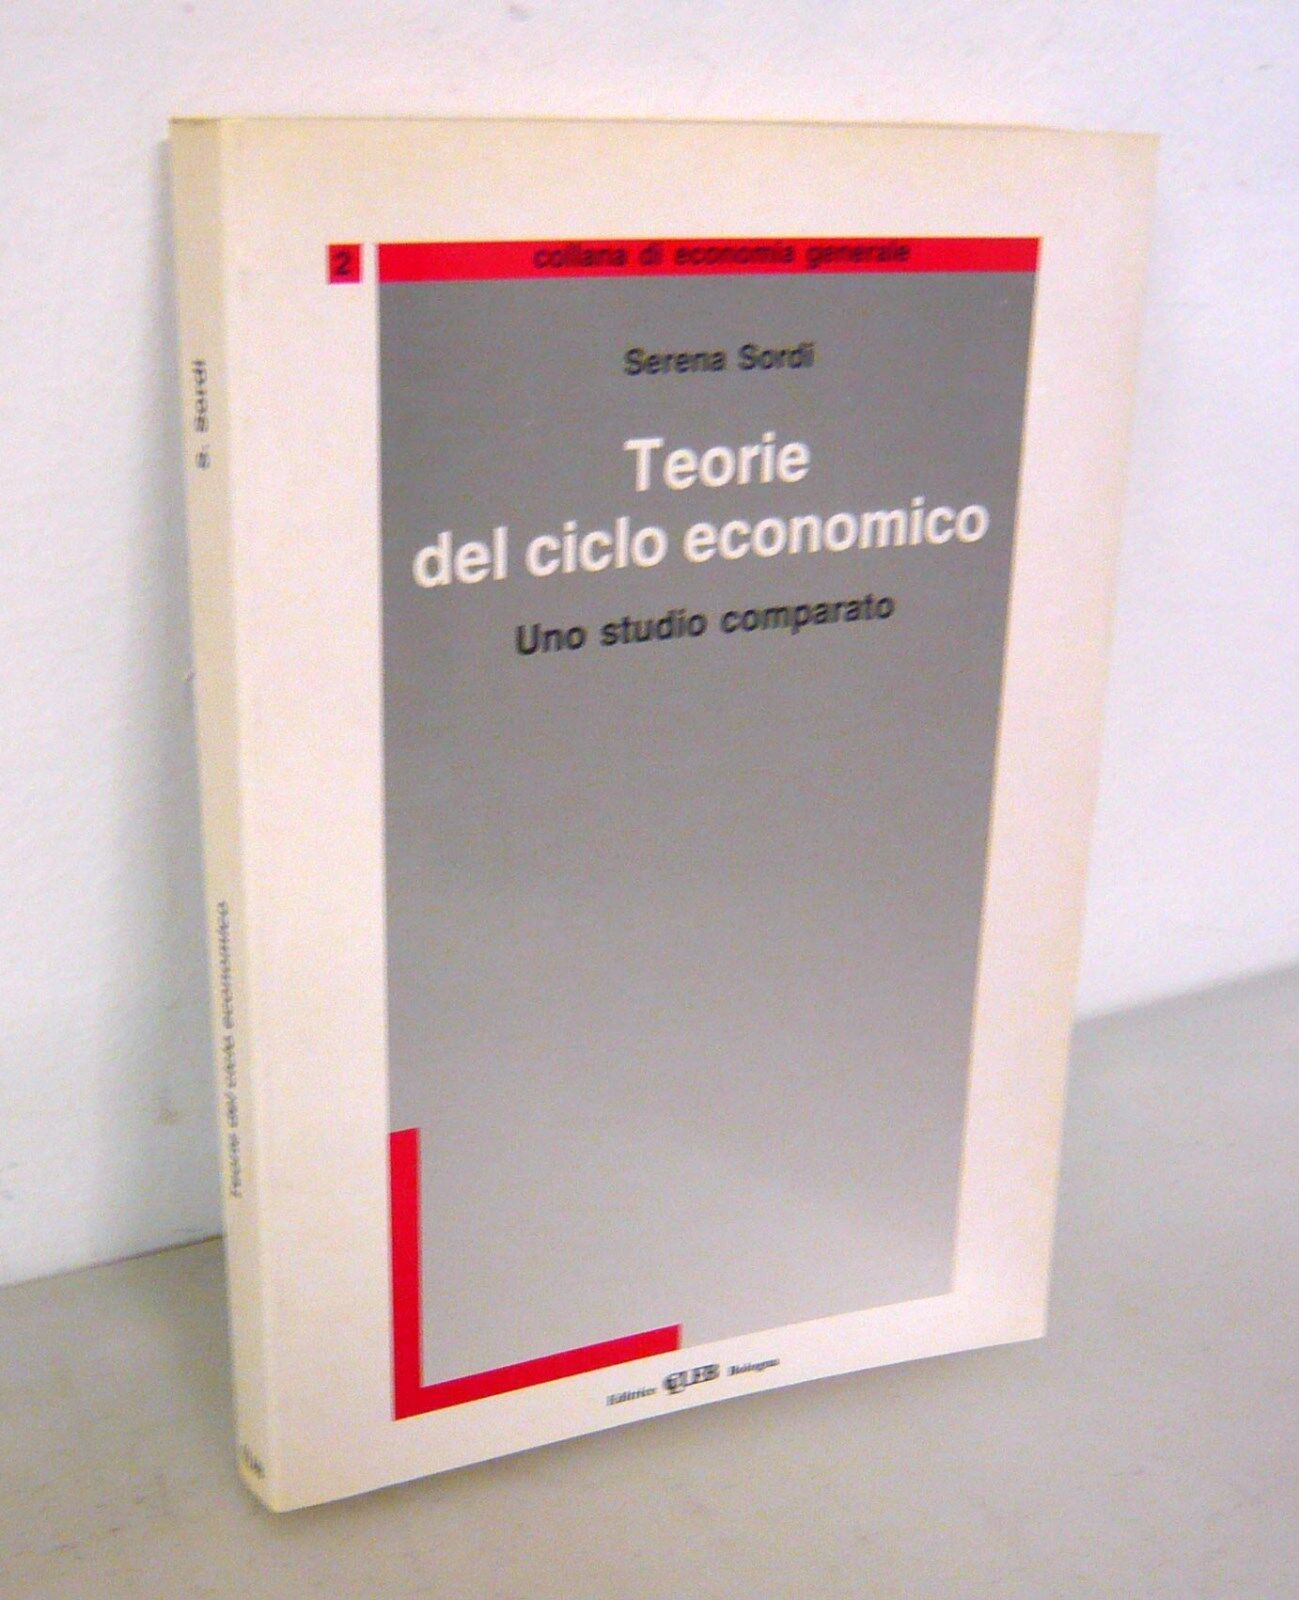 2
collana di economia generale
Serena Sordi
Teorie
del ciclo economico
Uno studio comparato
Editrice CLUEB Bologna
S. Sordi
Teorie del ciclo economico